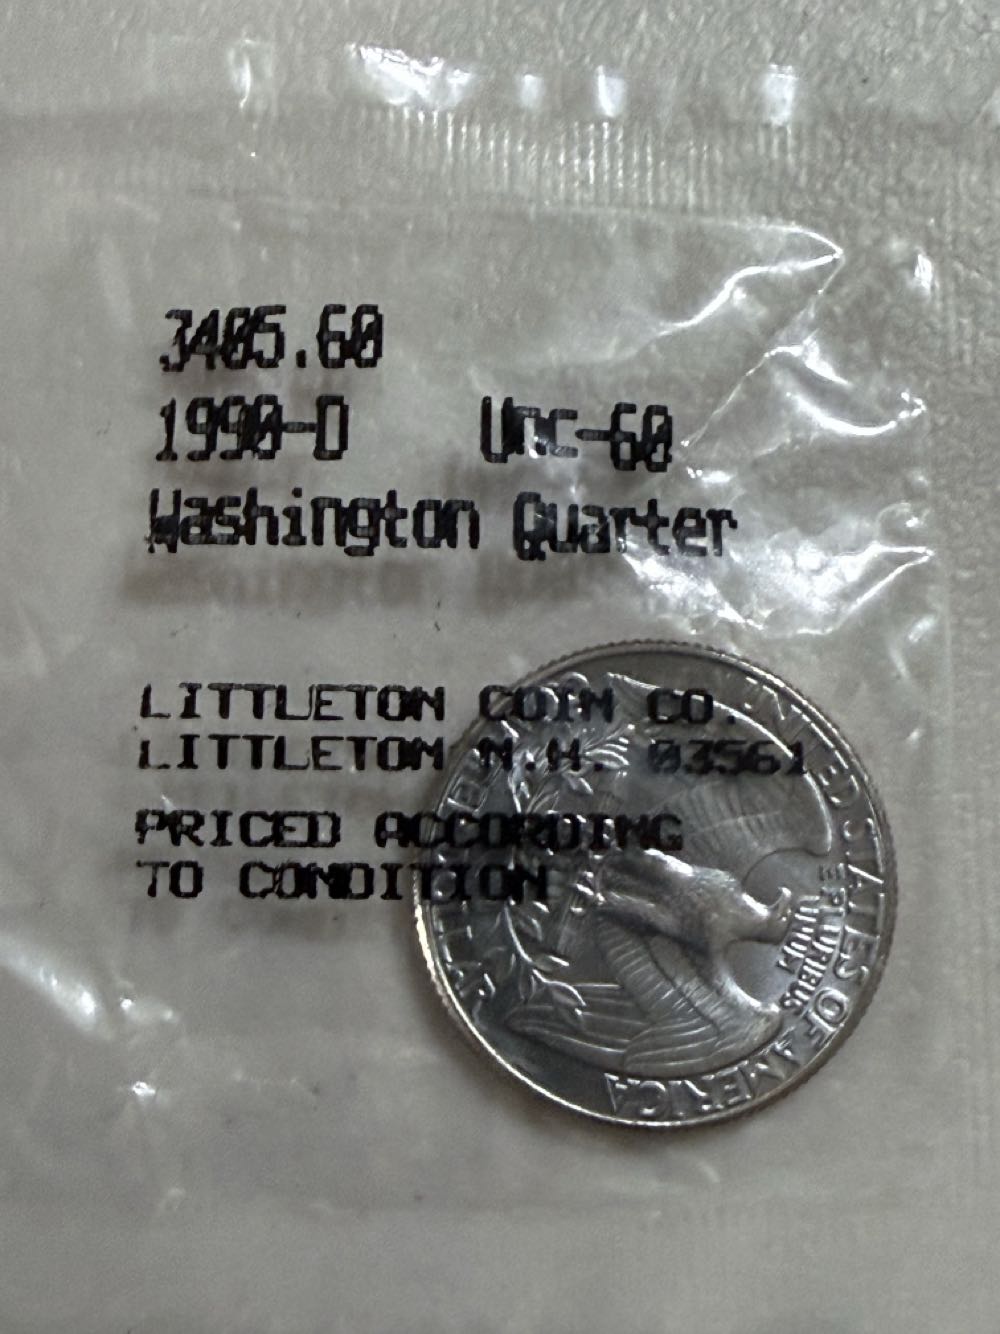 3405.60
1990-D Unc-60
Washington Quarter
LITTLETON COIN CO.
LITTLETON N.H. 03561
PRICED ACCORDING
TO CONDITION
UNITED STATES OF AMERICA
E PLURIBUS
UNUM